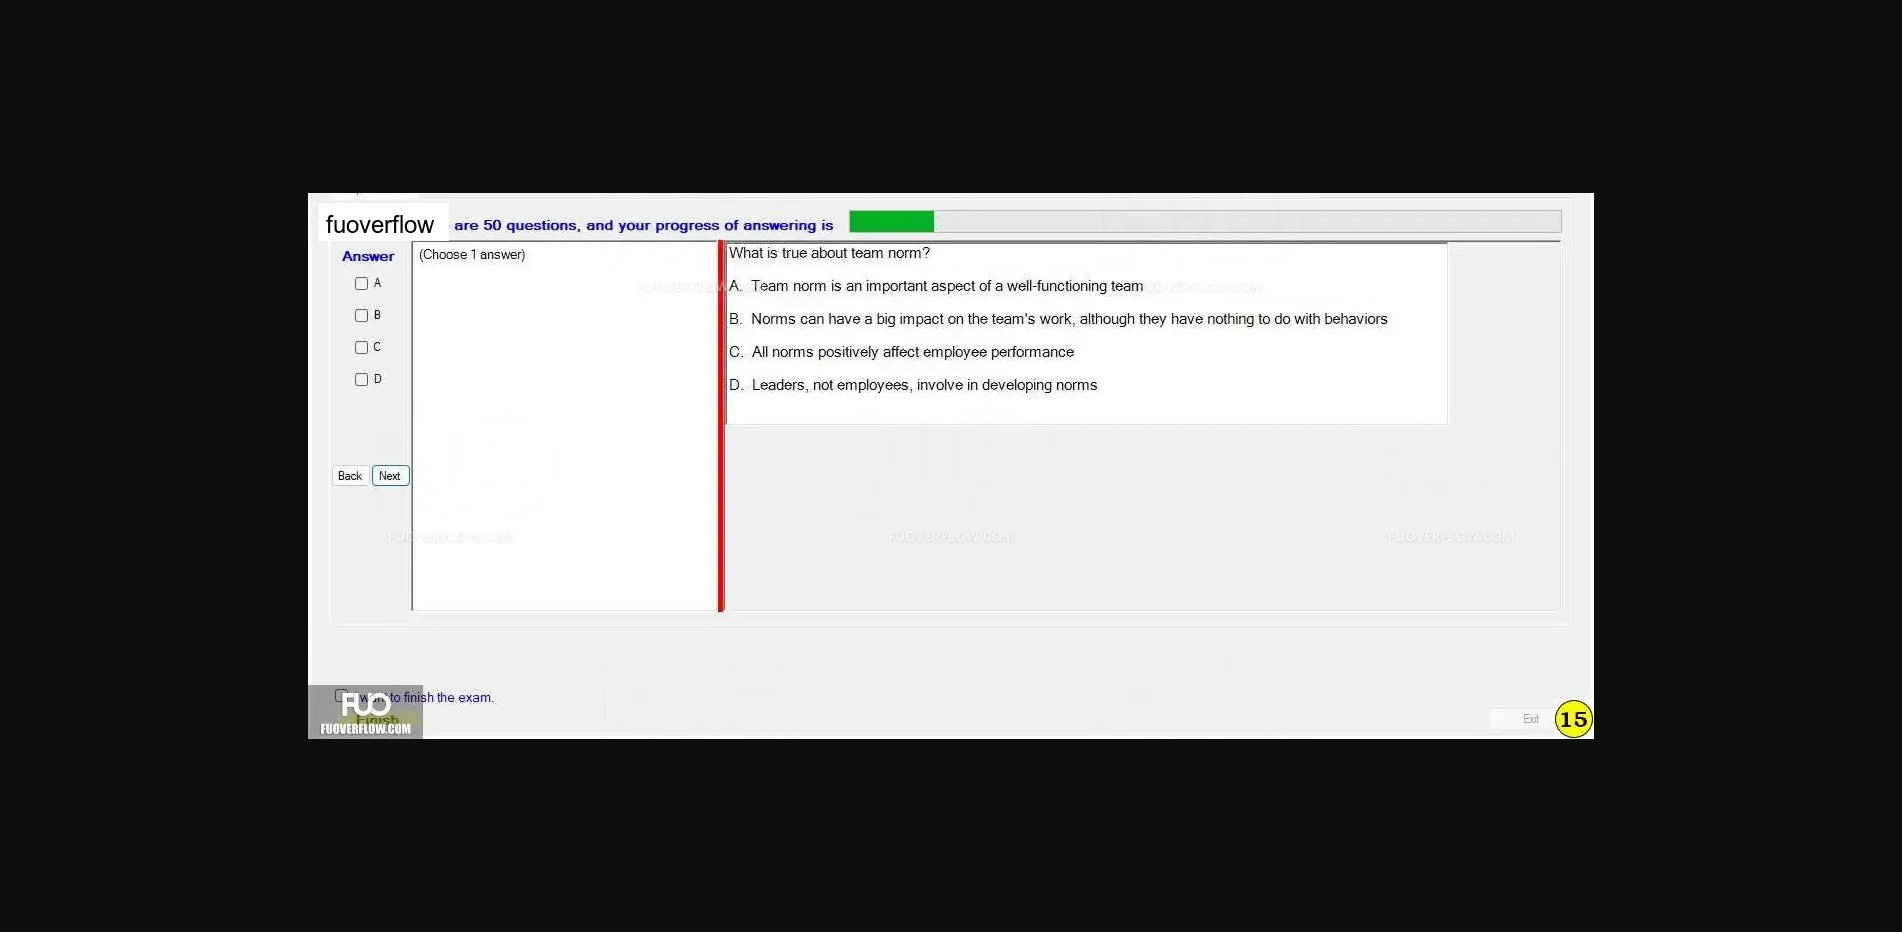 fuoverflow are 50 questions, and your progress of answering is
Answer
A
B
C
D
Back Next
(Choose 1 answer)
What is true about team norm?
A. Team norm is an important aspect of a well-functioning team
B. Norms can have a big impact on the team's work, although they have nothing to do with behaviors
C. All norms positively affect employee performance
D. Leaders, not employees, involve in developing norms
FUOVERFLOW.COM
FUOVERFLOW.COM
FUOVERFLOW.COM
want to finish the exam.
Finish
FUO
FUOVERFLOW.COM
Exit
15